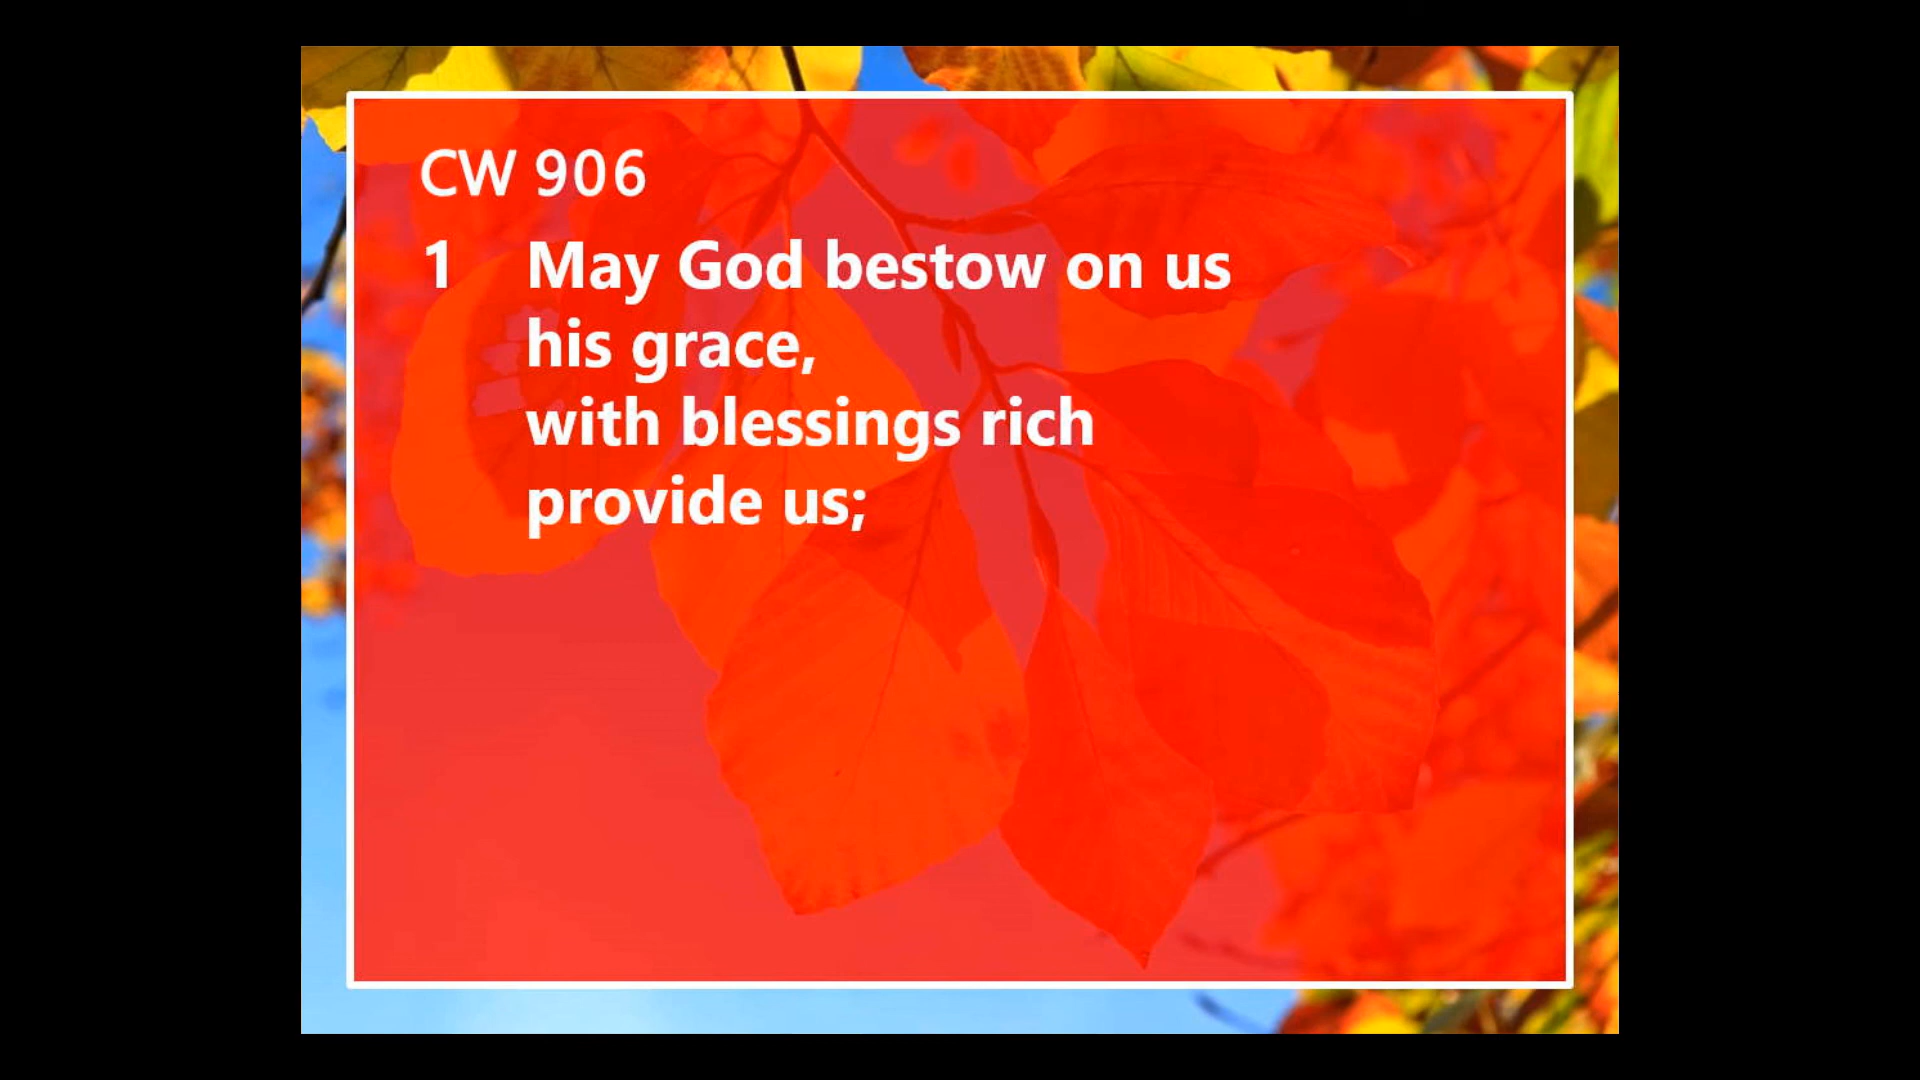 CW 906
1 May God bestow on us
his grace,
with blessings rich
provide us;